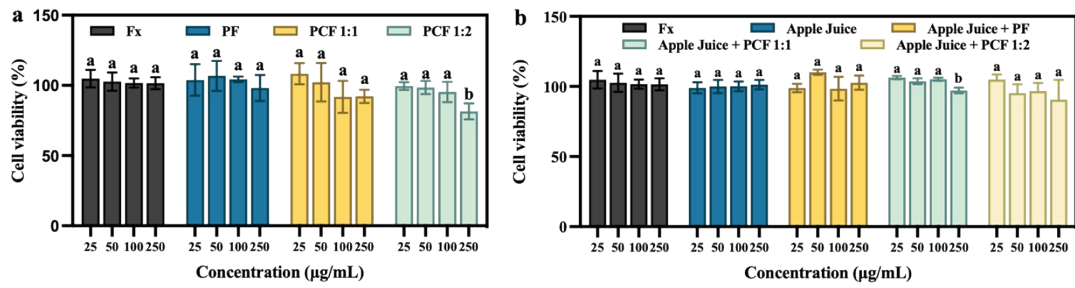 a
Fx PF PCF 1:1 PCF 1:2
150
100
50
0
Cell viability (%)
a a a a a a a a a a a a a a a b
25 50 100 250 25 50 100 250 25 50 100 250 25 50 100 250
Concentration (μg/mL)
b
Fx Apple Juice Apple Juice + PF
Apple Juice + PCF 1:1 Apple Juice + PCF 1:2
150
100
50
0
Cell viability (%)
a a a a a a a a a a a a a a a b a a a a
25 50 100 250 25 50 100 250 25 50 100 250 25 50 100 250 25 50 100 250
Concentration (μg/mL)